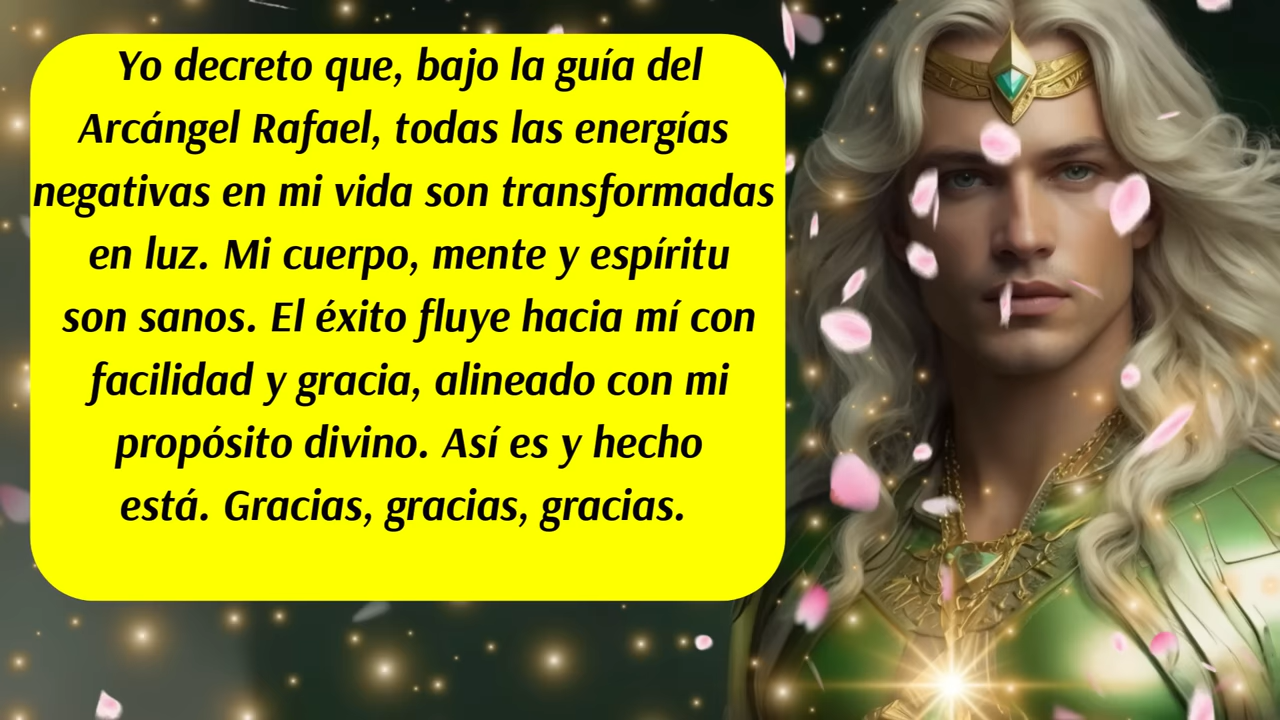 Yo decreto que, bajo la guía del
Arcángel Rafael, todas las energías
negativas en mi vida son transformadas
en luz. Mi cuerpo, mente y espíritu
son sanos. El éxito fluye hacia mí con
facilidad y gracia, alineado con mi
propósito divino. Así es y hecho
está. Gracias, gracias, gracias.